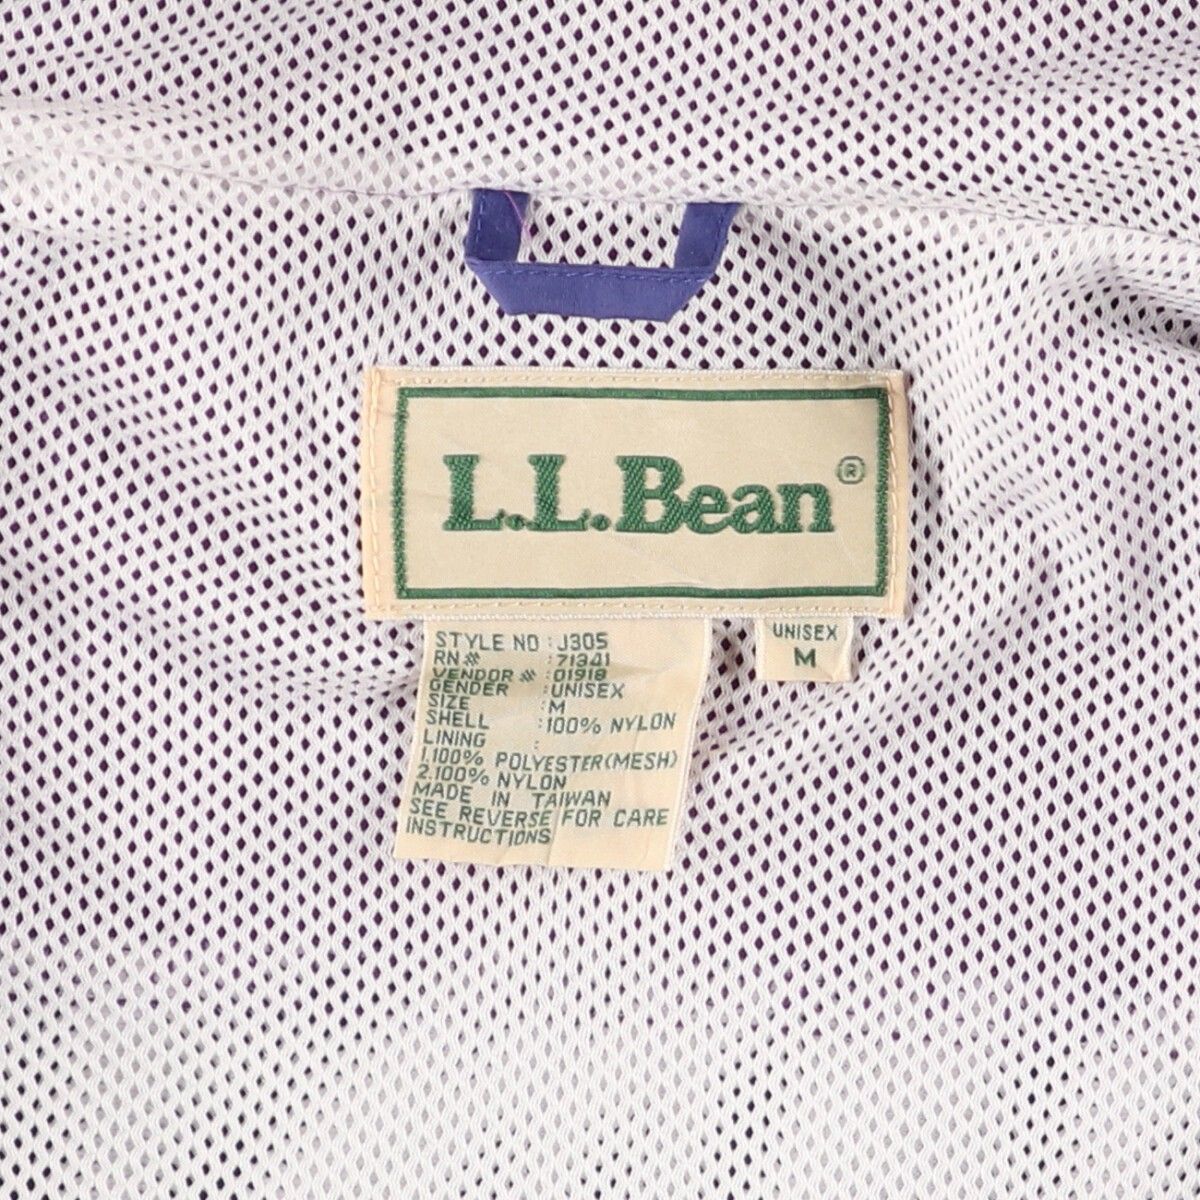 L.L.Bean®
STYLE NO : J305
RN# : 71341
VENDOR # : 01918
GENDER : UNISEX
SIZE : M
SHELL : 100% NYLON
LINING :
1.100% POLYESTER(MESH)
2.100% NYLON
MADE IN TAIWAN
SEE REVERSE FOR CARE
INSTRUCTIONS
UNISEX
M